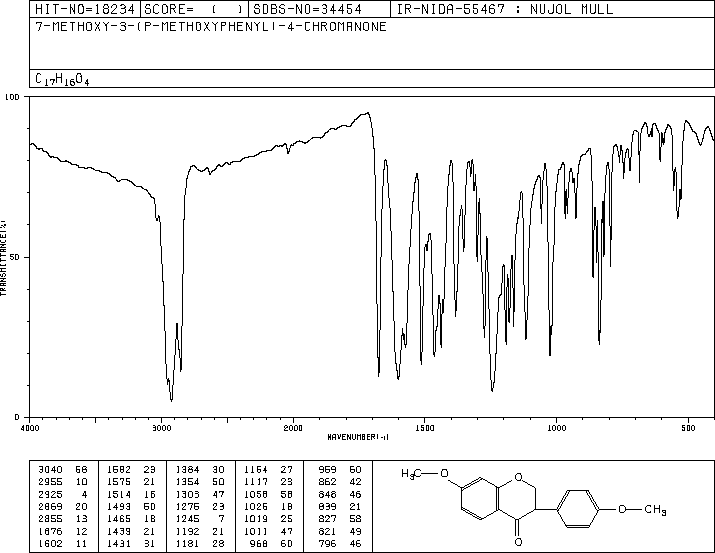 HIT-NO=18234 SCORE= ( ) SDBS-NO=34454 IR-NIDA-55467 : NUJOL MULL
7-METHOXY-3-(P-METHOXYPHENYL)-4-CHROMANONE
C17H16O4
100
50
0
TRANSMITTANCE(%)
4000 3000 2000 1500 1000 500
WAVENUMBER(-1)
3040 58 1582 29 1384 30 1164 27 959 60
2955 10 1575 21 1354 50 1117 23 862 42
2925 4 1514 16 1303 47 1058 58 848 46
2869 20 1493 50 1275 23 1026 18 839 21
2855 13 1465 18 1245 7 1019 25 827 58
1676 12 1439 21 1192 21 1011 47 821 49
1602 11 1431 31 1181 28 968 60 796 46
H3C O O O CH3
O